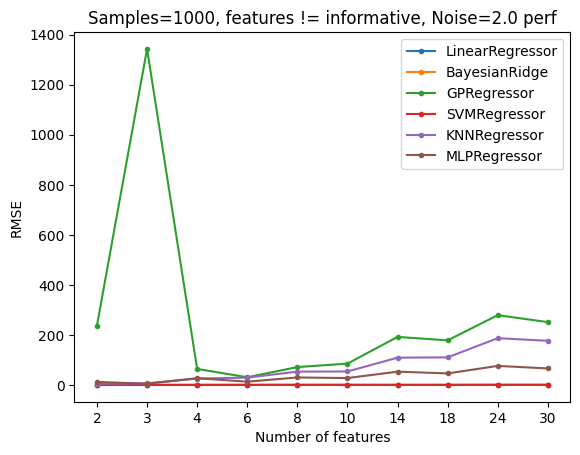 Samples=1000, features != informative, Noise=2.0 perf
1400
1200
1000
800
600
400
200
0
RMSE
LinearRegressor
BayesianRidge
GPRegressor
SVMRegressor
KNNRegressor
MLPRegressor
2 3 4 6 8 10 14 18 24 30
Number of features